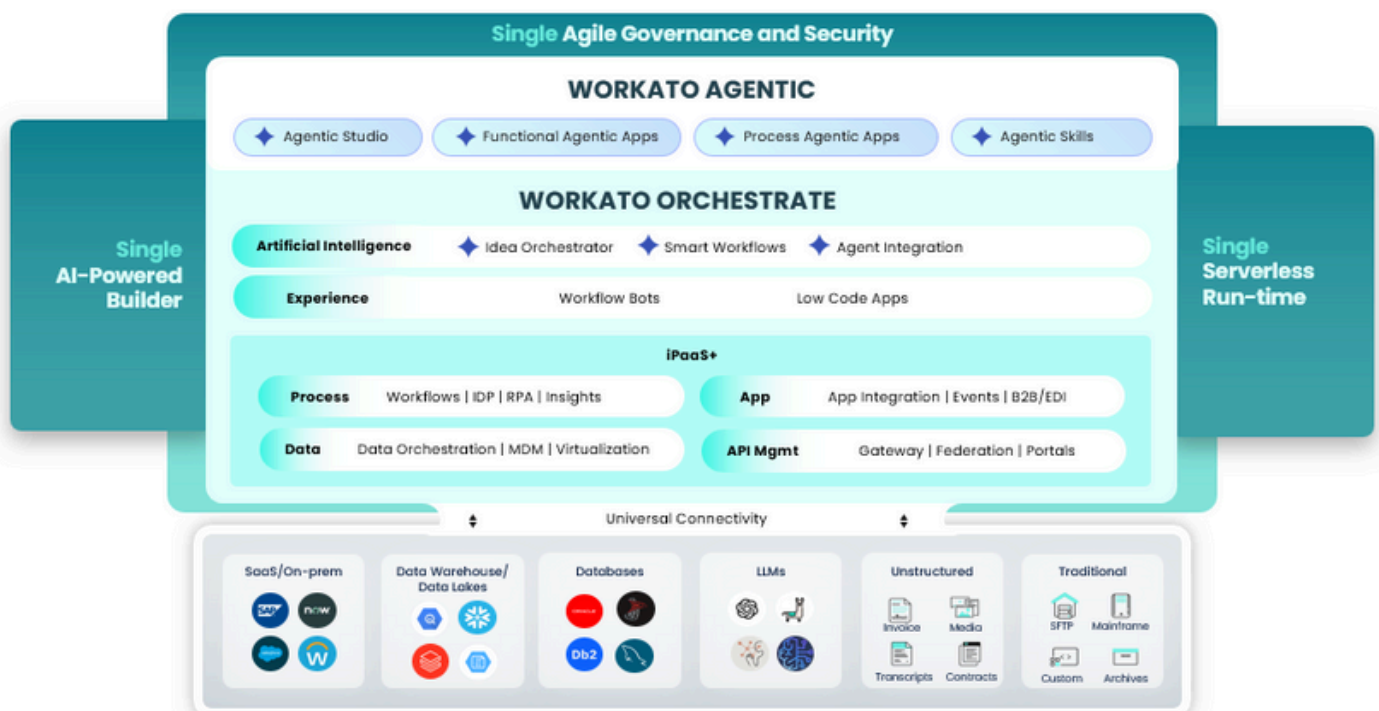 Single Agile Governance and Security
WORKATO AGENTIC
Agentic Studio
Functional Agentic Apps
Process Agentic Apps
Agentic Skills
Single
AI-Powered
Builder
WORKATO ORCHESTRATE
Artificial Intelligence
Idea Orchestrator
Smart Workflows
Agent Integration
Experience
Workflow Bots
Low Code Apps
iPaaS+
Process
Workflows | IDP | RPA | Insights
App
App Integration | Events | B2B/EDI
Data
Data Orchestration | MDM | Virtualization
API Mgmt
Gateway | Federation | Portals
Single
Serverless
Run-time
Universal Connectivity
SaaS/On-prem
SAP
now
Data Warehouse/
Data Lakes
Databases
ORACLE
Db2
LLMs
Unstructured
Invoice
Media
Transcripts
Contracts
Traditional
SFTP
Mainframe
Custom
Archives